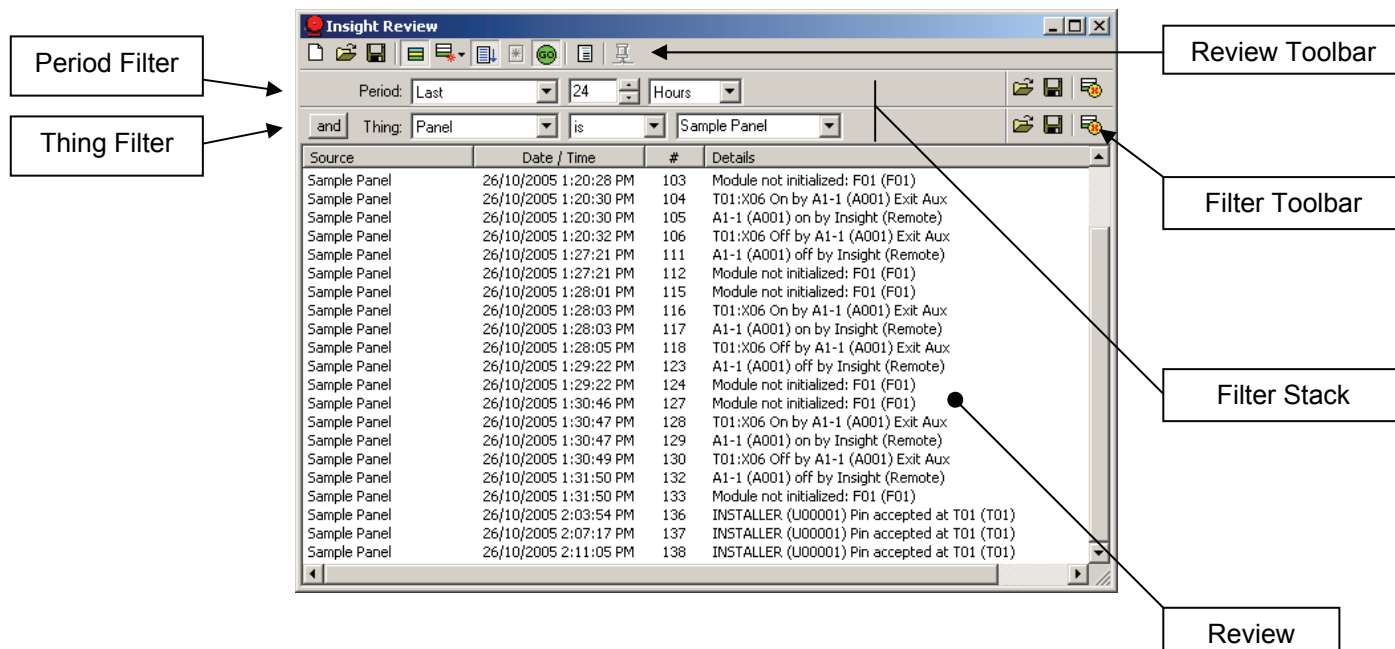 Insight Review
Period Filter
Review Toolbar
GO
Period: Last 24 Hours
Thing Filter
and Thing: Panel is Sample Panel
Filter Toolbar
Source Date / Time # Details
Sample Panel 26/10/2005 1:20:28 PM 103 Module not initialized: F01 (F01)
Sample Panel 26/10/2005 1:20:30 PM 104 T01:X06 On by A1-1 (A001) Exit Aux
Sample Panel 26/10/2005 1:20:30 PM 105 A1-1 (A001) on by Insight (Remote)
Sample Panel 26/10/2005 1:20:32 PM 106 T01:X06 Off by A1-1 (A001) Exit Aux
Sample Panel 26/10/2005 1:27:21 PM 111 A1-1 (A001) off by Insight (Remote)
Sample Panel 26/10/2005 1:27:21 PM 112 Module not initialized: F01 (F01)
Sample Panel 26/10/2005 1:28:01 PM 115 Module not initialized: F01 (F01)
Sample Panel 26/10/2005 1:28:03 PM 116 T01:X06 On by A1-1 (A001) Exit Aux
Sample Panel 26/10/2005 1:28:03 PM 117 A1-1 (A001) on by Insight (Remote)
Sample Panel 26/10/2005 1:28:05 PM 118 T01:X06 Off by A1-1 (A001) Exit Aux
Sample Panel 26/10/2005 1:29:22 PM 123 A1-1 (A001) off by Insight (Remote)
Sample Panel 26/10/2005 1:29:22 PM 124 Module not initialized: F01 (F01)
Sample Panel 26/10/2005 1:30:46 PM 127 Module not initialized: F01 (F01)
Sample Panel 26/10/2005 1:30:47 PM 128 T01:X06 On by A1-1 (A001) Exit Aux
Sample Panel 26/10/2005 1:30:47 PM 129 A1-1 (A001) on by Insight (Remote)
Sample Panel 26/10/2005 1:30:49 PM 130 T01:X06 Off by A1-1 (A001) Exit Aux
Sample Panel 26/10/2005 1:31:50 PM 132 A1-1 (A001) off by Insight (Remote)
Sample Panel 26/10/2005 1:31:50 PM 133 Module not initialized: F01 (F01)
Sample Panel 26/10/2005 2:03:54 PM 136 INSTALLER (U00001) Pin accepted at T01 (T01)
Sample Panel 26/10/2005 2:07:17 PM 137 INSTALLER (U00001) Pin accepted at T01 (T01)
Sample Panel 26/10/2005 2:11:05 PM 138 INSTALLER (U00001) Pin accepted at T01 (T01)
Filter Stack
Review